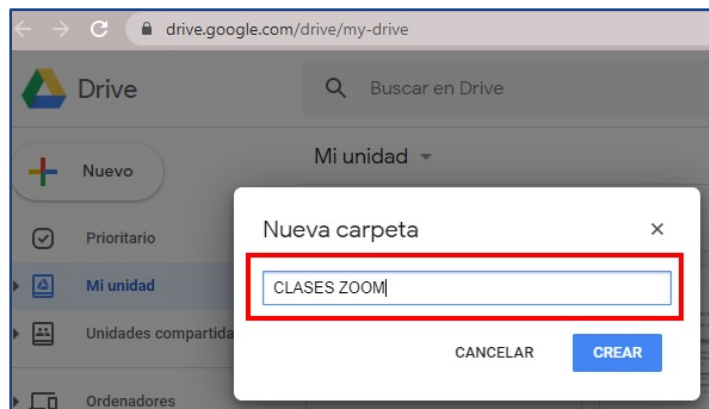 drive.google.com/drive/my-drive
Drive
Buscar en Drive
Nuevo
Mi unidad
Prioritario
Mi unidad
Unidades compartida
Ordenadores
Nueva carpeta
CLASES ZOOM
CANCELAR
CREAR